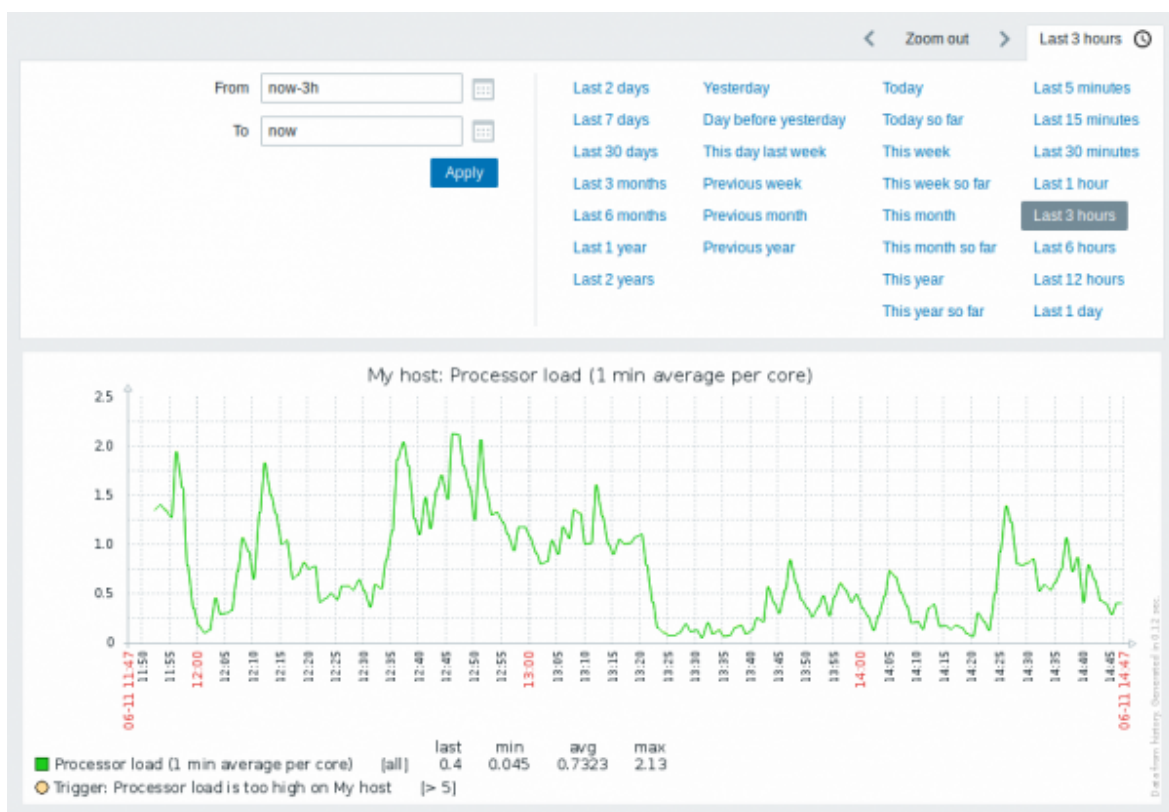 Zoom out Last 3 hours
From now-3h
To now
Apply
Last 2 days Yesterday Today Last 5 minutes
Last 7 days Day before yesterday Today so far Last 15 minutes
Last 30 days This day last week This week Last 30 minutes
Last 3 months Previous week This week so far Last 1 hour
Last 6 months Previous month This month Last 3 hours
Last 1 year Previous year This month so far Last 6 hours
Last 2 years This year Last 12 hours
This year so far Last 1 day
My host: Processor load (1 min average per core)
2.5
2.0
1.5
1.0
0.5
0
06-11 11:47 11:50 11:55 12:00 12:05 12:10 12:15 12:20 12:25 12:30 12:35 12:40 12:45 12:50 12:55 13:00 13:05 13:10 13:15 13:20 13:25 13:30 13:35 13:40 13:45 13:50 13:55 14:00 14:05 14:10 14:15 14:20 14:25 14:30 14:35 14:40 14:45 06-11 14:47
last min avg max
Processor load (1 min average per core) [all] 0.4 0.045 0.7323 2.13
Trigger: Processor load is too high on My host [> 5]
Data from history. Generated in 0.12 sec.